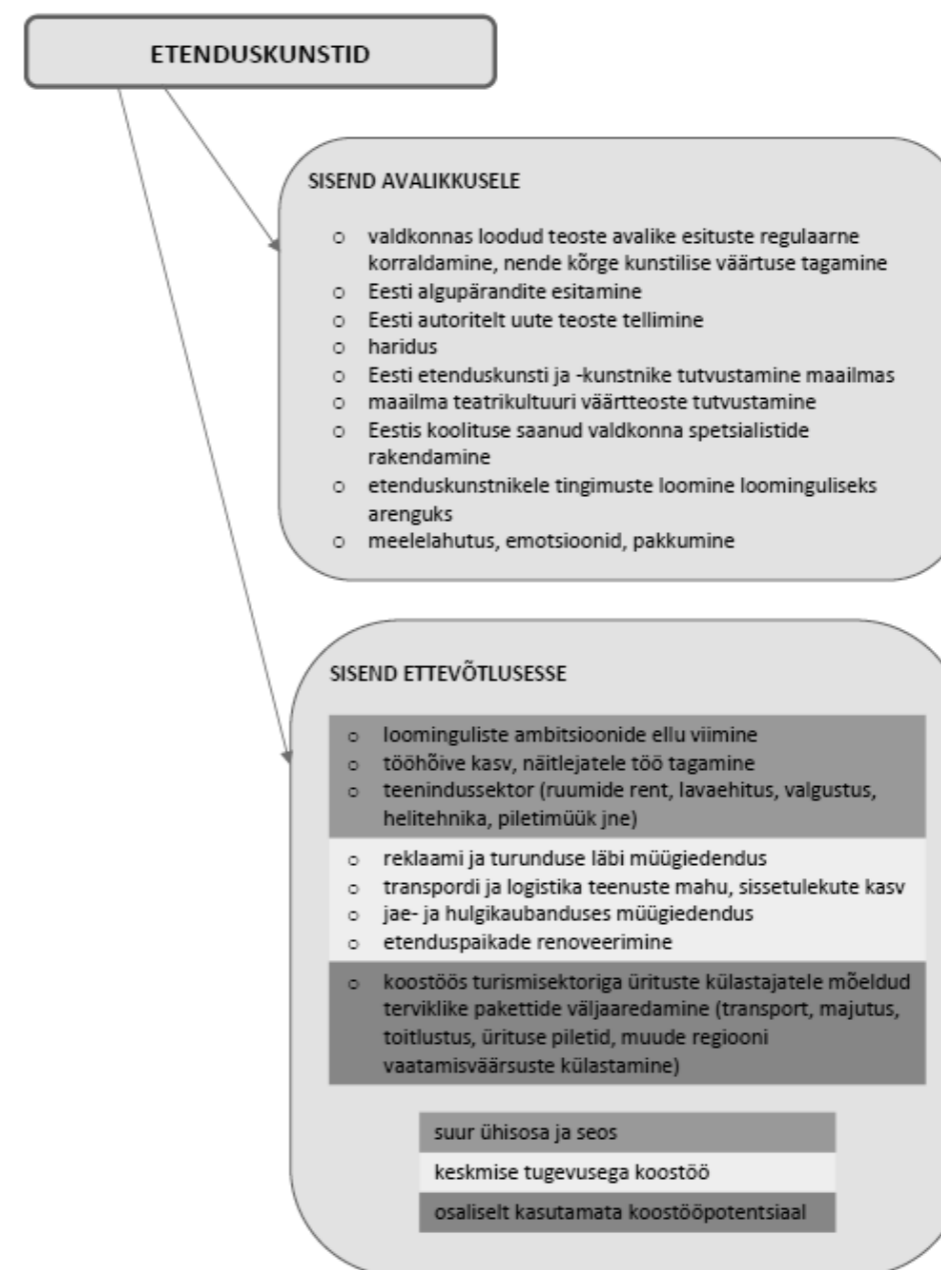 ETENDUSKUNSTID
SISEND AVALIKKUSELE
o valdkonnas loodud teoste avalike esituste regulaarne
korraldamine, nende kõrge kunstilise väärtuse tagamine
o Eesti algupärandite esitamine
o Eesti autoritelt uute teoste tellimine
o haridus
o Eesti etenduskunsti ja -kunstnike tutvustamine maailmas
o maailma teatrikultuuri väärtteoste tutvustamine
o Eestis koolituse saanud valdkonna spetsialistide
rakendamine
o etenduskunstnikele tingimuste loomine loominguliseks
arenguks
o meelelahutus, emotsioonid, pakkumine
SISEND ETTEVÕTLUSESSE
o loominguliste ambitsioonide ellu viimine
o tööhõive kasv, näitlejatele töö tagamine
o teenindussektor (ruumide rent, lavaehitus, valgustus,
helitehnika, piletimüük jne)
o reklaami ja turunduse läbi müügiedendus
o transpordi ja logistika teenuste mahu, sissetulekute kasv
o jae- ja hulgikaubanduses müügiedendus
o etenduspaikade renoveerimine
o koostöös turismisektoriga ürituste külastajatele mõeldud
terviklike pakettide väljaaredamine (transport, majutus,
toitlustus, ürituse piletid, muude regiooni
vaatamisväärsuste külastamine)
suur ühisosa ja seos
keskmise tugevusega koostöö
osaliselt kasutamata koostööpotentsiaal